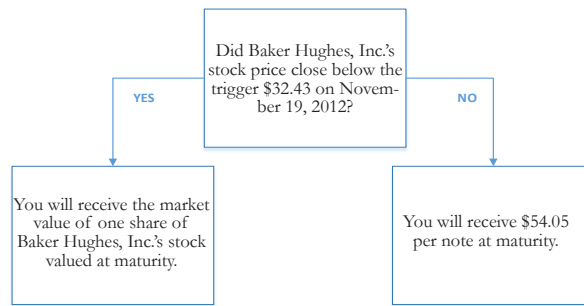 Did Baker Hughes, Inc.'s
stock price close below the
trigger $32.43 on Novem-
ber 19, 2012?
YES
NO
You will receive the market
value of one share of
Baker Hughes, Inc.'s stock
valued at maturity.
You will receive $54.05
per note at maturity.